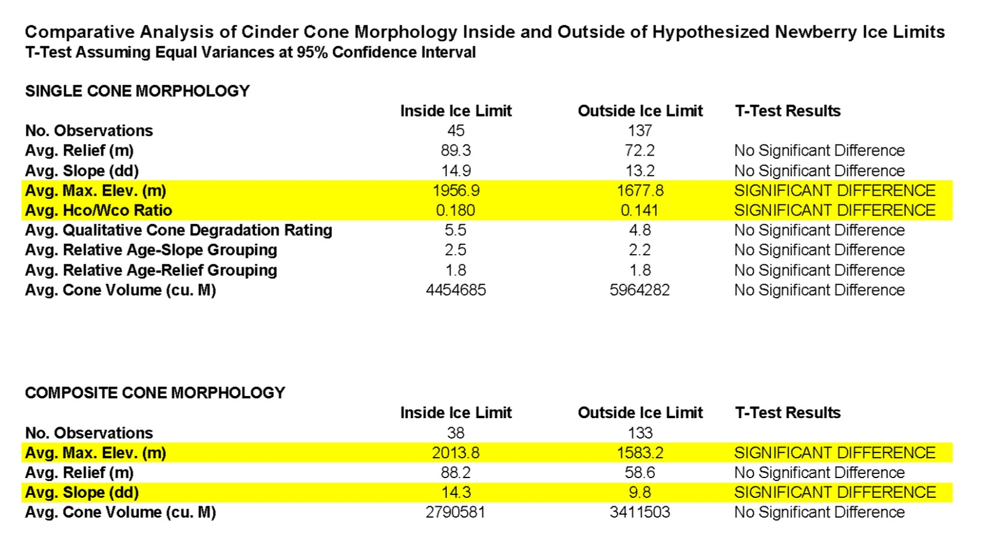 Comparative Analysis of Cinder Cone Morphology Inside and Outside of Hypothesized Newberry Ice Limits
T-Test Assuming Equal Variances at 95% Confidence Interval
SINGLE CONE MORPHOLOGY
Inside Ice Limit Outside Ice Limit T-Test Results
No. Observations 45 137
Avg. Relief (m) 89.3 72.2 No Significant Difference
Avg. Slope (dd) 14.9 13.2 No Significant Difference
Avg. Max. Elev. (m) 1956.9 1677.8 SIGNIFICANT DIFFERENCE
Avg. Hco/Wco Ratio 0.180 0.141 SIGNIFICANT DIFFERENCE
Avg. Qualitative Cone Degradation Rating 5.5 4.8 No Significant Difference
Avg. Relative Age-Slope Grouping 2.5 2.2 No Significant Difference
Avg. Relative Age-Relief Grouping 1.8 1.8 No Significant Difference
Avg. Cone Volume (cu. M) 4454685 5964282 No Significant Difference
COMPOSITE CONE MORPHOLOGY
Inside Ice Limit Outside Ice Limit T-Test Results
No. Observations 38 133
Avg. Max. Elev. (m) 2013.8 1583.2 SIGNIFICANT DIFFERENCE
Avg. Relief (m) 88.2 58.6 No Significant Difference
Avg. Slope (dd) 14.3 9.8 SIGNIFICANT DIFFERENCE
Avg. Cone Volume (cu. M) 2790581 3411503 No Significant Difference